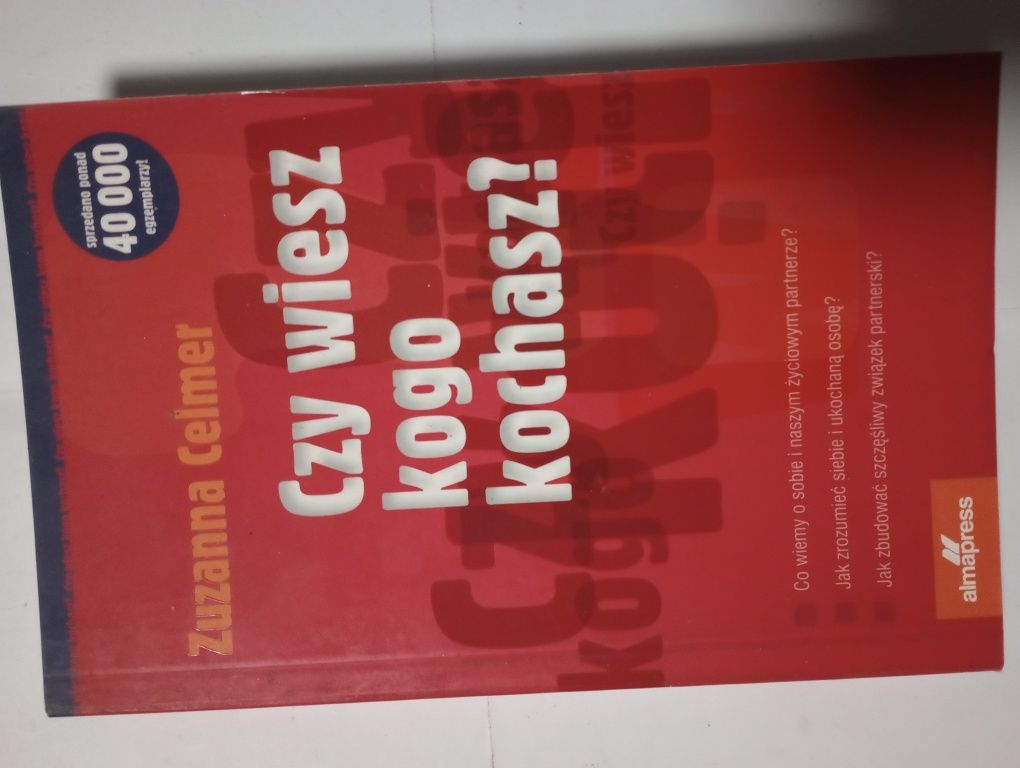 sprzedano ponad
40 000
egzemplarzy!
Zuzanna Celmer
Czy wiesz
kogo
kochasz?
Co wiemy o sobie i naszym życiowym partnerze?
Jak zrozumieć siebie i ukochaną osobę?
Jak zbudować szczęśliwy związek partnerski?
almapress